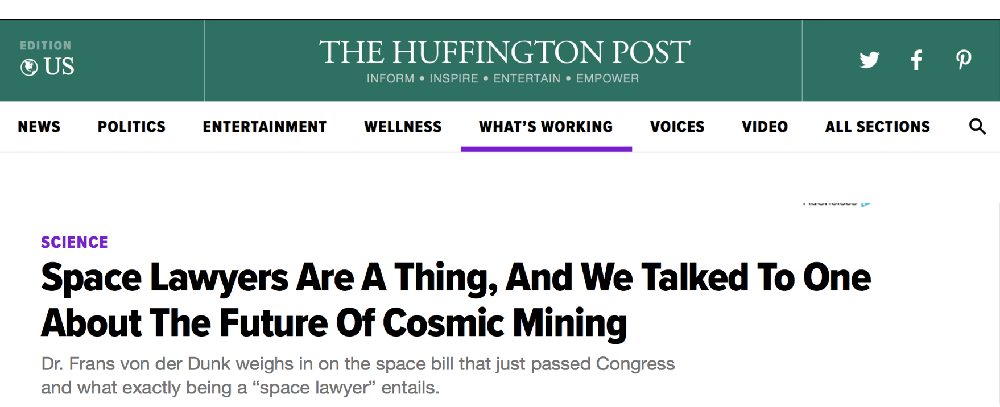 EDITION
US
THE HUFFINGTON POST
INFORM • INSPIRE • ENTERTAIN • EMPOWER
NEWS POLITICS ENTERTAINMENT WELLNESS WHAT'S WORKING VOICES VIDEO ALL SECTIONS
SCIENCE
Space Lawyers Are A Thing, And We Talked To One
About The Future Of Cosmic Mining
Dr. Frans von der Dunk weighs in on the space bill that just passed Congress
and what exactly being a “space lawyer” entails.